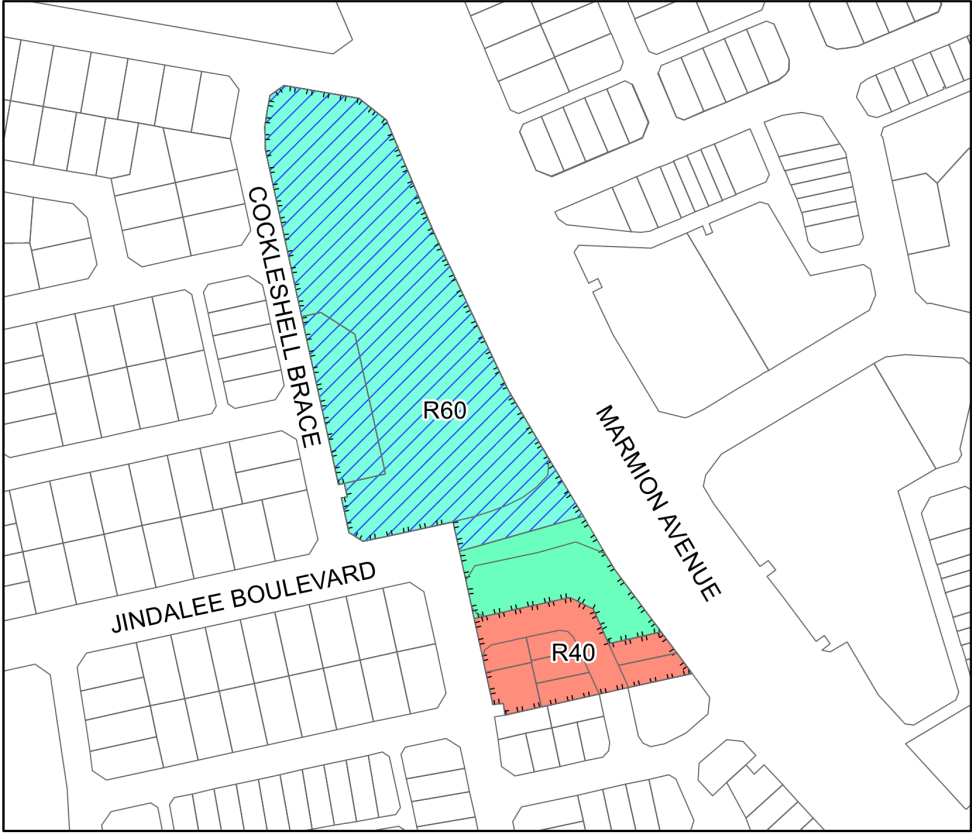 COCKLESHELL BRACE
R60
MARMION AVENUE
JINDALEE BOULEVARD
R40